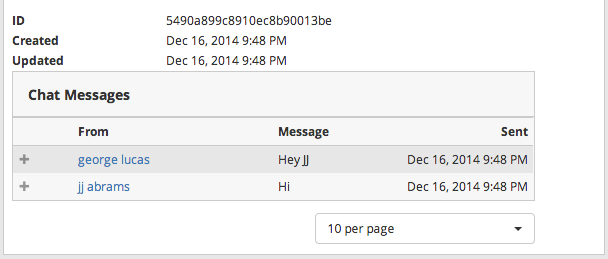 ID 5490a899c8910ec8b90013be
Created Dec 16, 2014 9:48 PM
Updated Dec 16, 2014 9:48 PM
Chat Messages
From Message Sent
+ george lucas Hey JJ Dec 16, 2014 9:48 PM
+ jj abrams Hi Dec 16, 2014 9:48 PM
10 per page